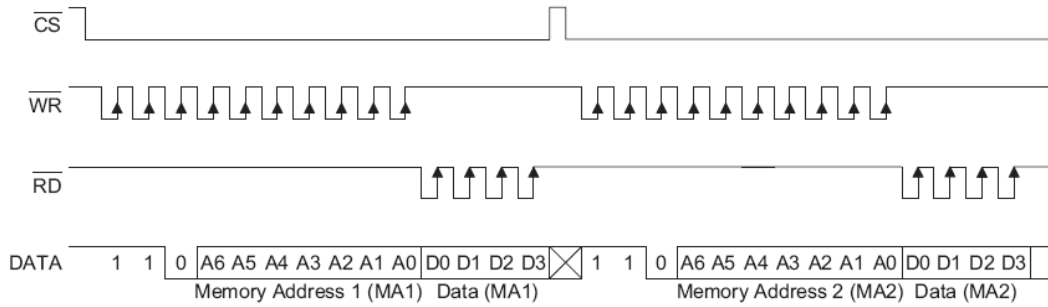 CS
WR
RD
DATA 1 1 0 A6 A5 A4 A3 A2 A1 A0 D0 D1 D2 D3 1 1 0 A6 A5 A4 A3 A2 A1 A0 D0 D1 D2 D3
Memory Address 1 (MA1) Data (MA1) Memory Address 2 (MA2) Data (MA2)